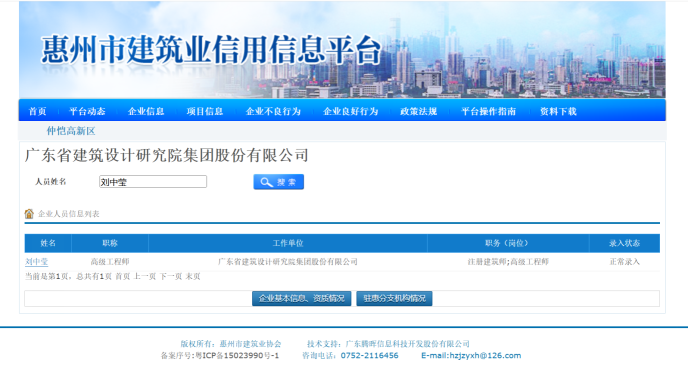 惠州市建筑业信用信息平台
首页 平台动态 企业信息 项目信息 企业不良行为 企业良好行为 政策法规 平台操作指南 资料下载
仲恺高新区
广东省建筑设计研究院集团股份有限公司
人员姓名 刘中莹 搜索
企业人员信息列表
姓名 职称 工作单位 职务（岗位） 录入状态
刘中莹 高级工程师 广东省建筑设计研究院集团股份有限公司 注册建筑师;高级工程师 正常录入
当前是第1页，总共有1页 首页 上一页 下一页 末页
企业基本信息、资质情况 驻惠分支机构情况
版权所有：惠州市建筑业协会 技术支持：广东腾晖信息科技开发股份有限公司
备案序号:粤ICP备15023990号-1 咨询电话：0752-2116456 E-mail:hzjzyxh@126.com